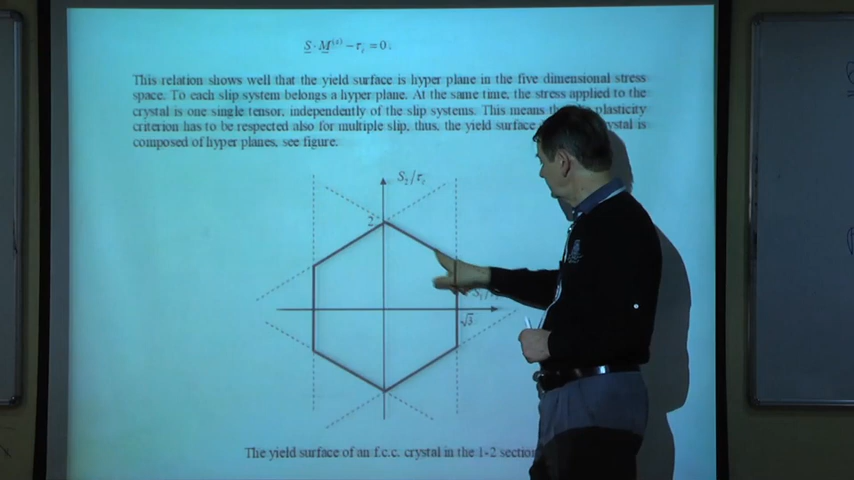 S · M⁽ˢ⁾ − τ = 0.
This relation shows well that the yield surface is hyper plane in the five dimensional stress
space. To each slip system belongs a hyper plane. At the same time, the stress applied to the
crystal is one single tensor, independently of the slip systems. This means plasticity
criterion has to be respected also for multiple slip, thus, the yield surface crystal is
composed of hyper planes, see figure.
S₂/τ
2
S₁/
√3
The yield surface of an f.c.c. crystal in the 1-2 section